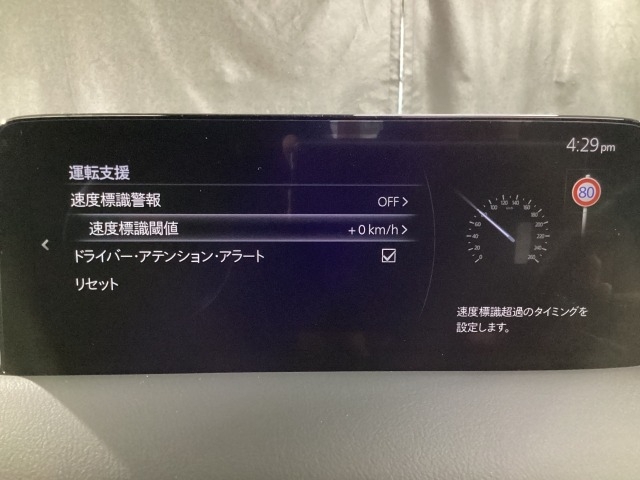 4:29pm
運転支援
速度標識警報 OFF
速度標識閾値 +0 km/h
ドライバー・アテンション・アラート
リセット
80
速度標識超過のタイミングを
設定します。